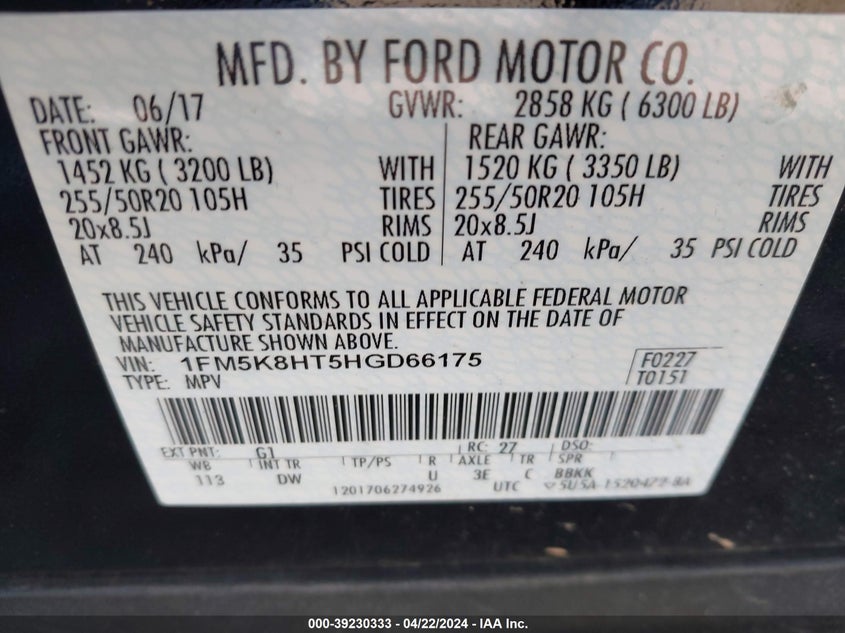 MFD. BY FORD MOTOR CO.
DATE: 06/17 GVWR: 2858 KG ( 6300 LB)
FRONT GAWR: REAR GAWR:
1452 KG ( 3200 LB) WITH 1520 KG ( 3350 LB) WITH
255/50R20 105H TIRES 255/50R20 105H TIRES
20x8.5J RIMS 20x8.5J RIMS
AT 240 kPa/ 35 PSI COLD AT 240 kPa/ 35 PSI COLD
THIS VEHICLE CONFORMS TO ALL APPLICABLE FEDERAL MOTOR
VEHICLE SAFETY STANDARDS IN EFFECT ON THE DATE OF
MANUFACTURE SHOWN ABOVE.
VIN: 1FM5K8HT5HGD66175 F0227
TYPE: MPV T0151
EXT PNT: G1 RC: 27 DSO:
WB INT TR TP/PS R AXLE TR SPR
113 DW U 3E C BBKK
1201706274926 UTC 5U5A-1520472-BA
000-39230333 - 04/22/2024 - IAA Inc.